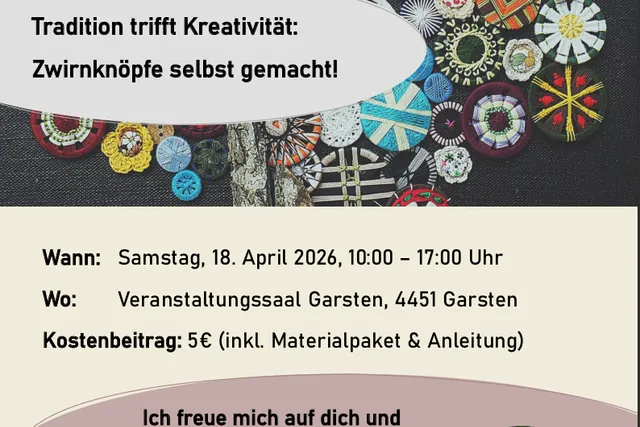 Tradition trifft Kreativität:
Zwirnknöpfe selbst gemacht!
Wann: Samstag, 18. April 2026, 10:00 – 17:00 Uhr
Wo: Veranstaltungssaal Garsten, 4451 Garsten
Kostenbeitrag: 5€ (inkl. Materialpaket & Anleitung)
Ich freue mich auf dich und